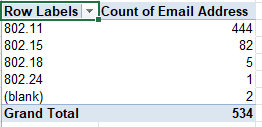 Row Labels Count of Email Address
802.11 444
802.15 82
802.18 5
802.24 1
(blank) 2
Grand Total 534